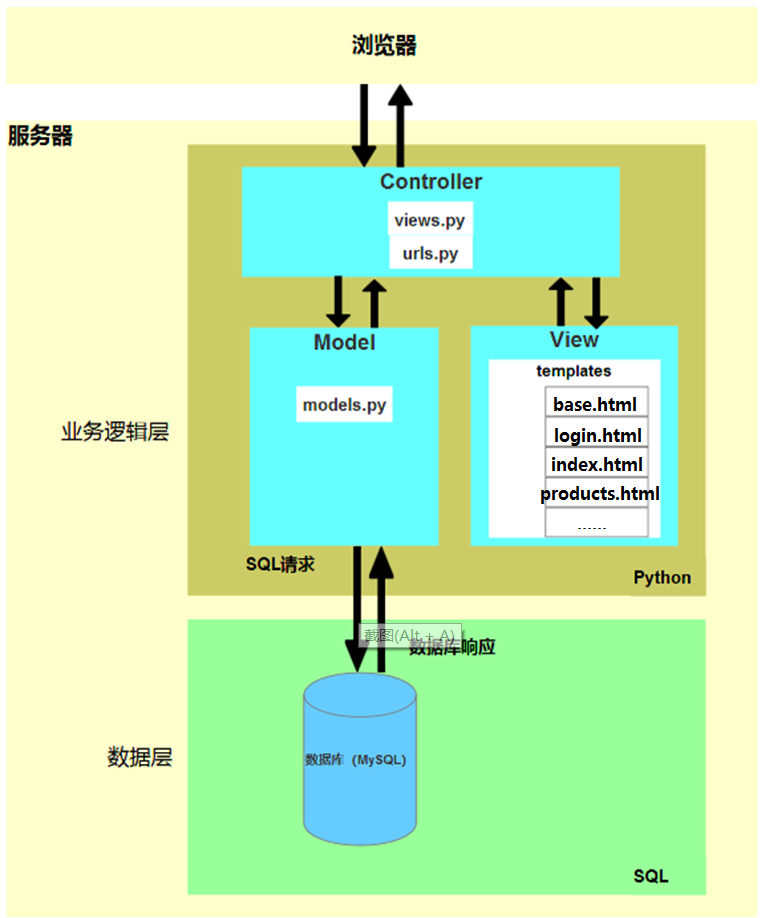 浏览器
服务器
Controller
views.py
urls.py
Model
models.py
View
templates
base.html
login.html
index.html
products.html
......
业务逻辑层
SQL请求
Python
截图(Alt + A)
数据库响应
数据层
数据库（MySQL）
SQL